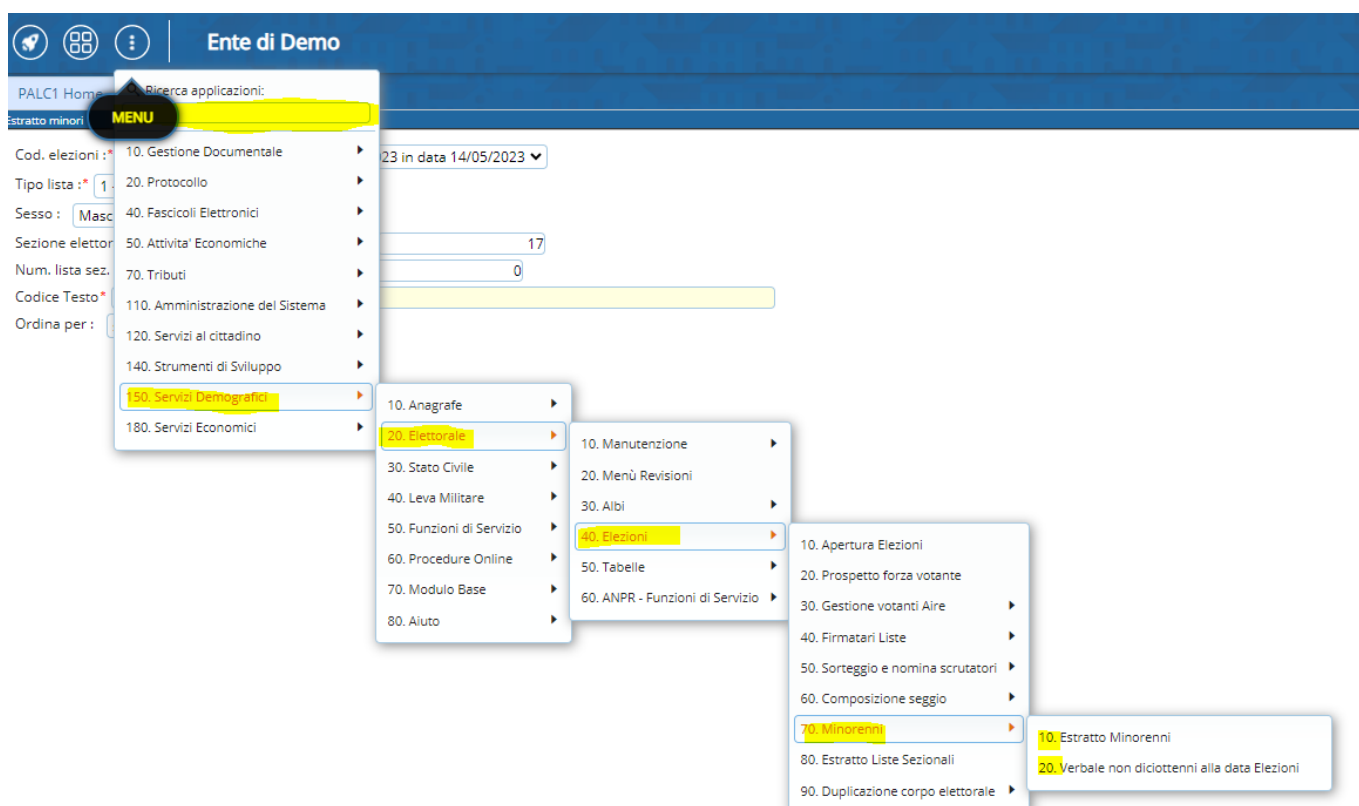 Ente di Demo
PALC1 Home
Ricerca applicazioni:
MENU
Estratto minori
Cod. elezioni :*
23 in data 14/05/2023
Tipo lista :* 1
Sesso : Masc
Sezione elettor
17
Num. lista sez.
0
Codice Testo*
Ordina per :
10. Gestione Documentale
20. Protocollo
40. Fascicoli Elettronici
50. Attivita' Economiche
70. Tributi
110. Amministrazione del Sistema
120. Servizi al cittadino
140. Strumenti di Sviluppo
150. Servizi Demografici
180. Servizi Economici
10. Anagrafe
20. Elettorale
30. Stato Civile
40. Leva Militare
50. Funzioni di Servizio
60. Procedure Online
70. Modulo Base
80. Aiuto
10. Manutenzione
20. Menù Revisioni
30. Albi
40. Elezioni
50. Tabelle
60. ANPR - Funzioni di Servizio
10. Apertura Elezioni
20. Prospetto forza votante
30. Gestione votanti Aire
40. Firmatari Liste
50. Sorteggio e nomina scrutatori
60. Composizione seggio
70. Minorenni
80. Estratto Liste Sezionali
90. Duplicazione corpo elettorale
10. Estratto Minorenni
20. Verbale non diciottenni alla data Elezioni